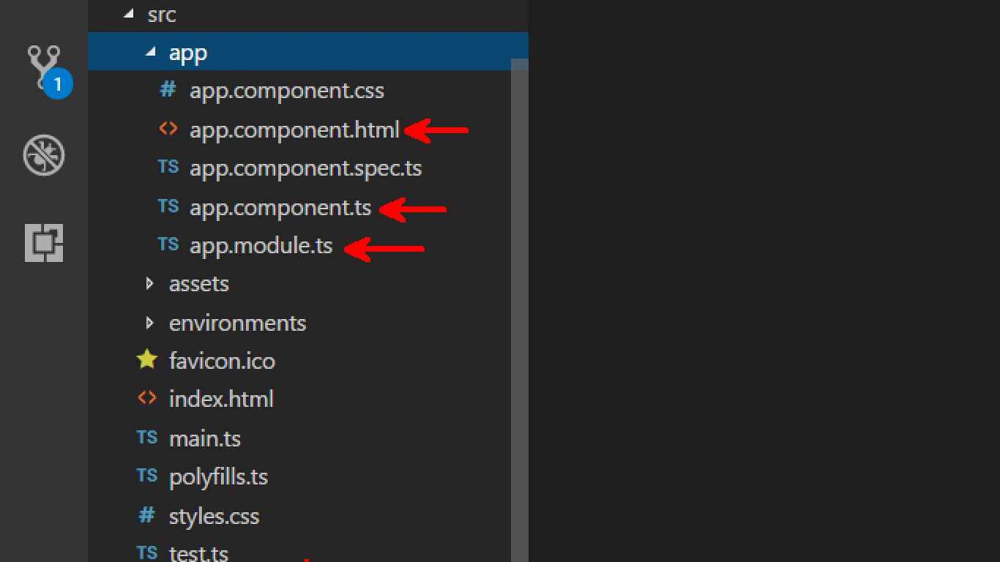 src
app
1
# app.component.css
<> app.component.html
TS app.component.spec.ts
TS app.component.ts
TS app.module.ts
assets
environments
favicon.ico
<> index.html
TS main.ts
TS polyfills.ts
# styles.css
TS test.ts